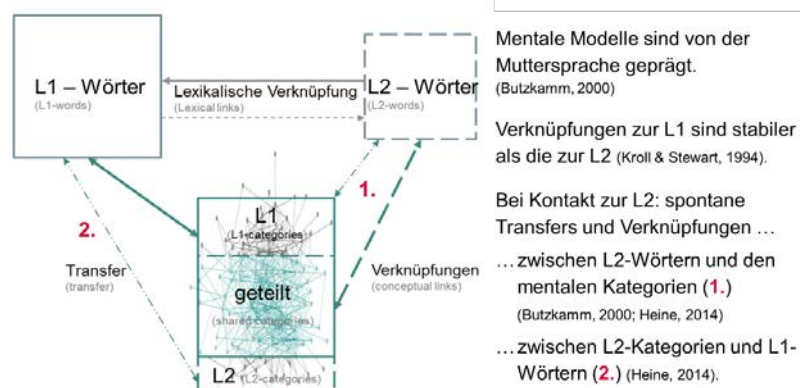 L1 – Wörter
(L1-words)
Lexikalische Verknüpfung
(Lexical links)
L2 – Wörter
(L2-words)
1.
2.
L1
(L1-categories)
Transfer
(transfer)
geteilt
(shared categories)
Verknüpfungen
(conceptual links)
L2 (L2-categories)
Mentale Modelle sind von der
Muttersprache geprägt.
(Butzkamm, 2000)
Verknüpfungen zur L1 sind stabiler
als die zur L2 (Kroll & Stewart, 1994).
Bei Kontakt zur L2: spontane
Transfers und Verknüpfungen …
…zwischen L2-Wörtern und den
mentalen Kategorien (1.)
(Butzkamm, 2000; Heine, 2014)
…zwischen L2-Kategorien und L1-
Wörtern (2.) (Heine, 2014).